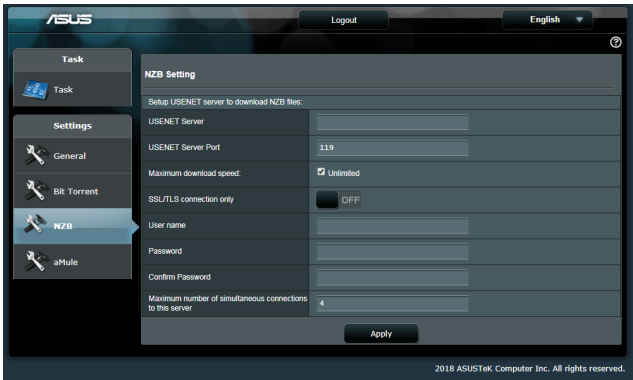 ASUS
Logout
English
Task
Task
Settings
General
Bit Torrent
NZB
aMule
NZB Setting
Setup USENET server to download NZB files:
USENET Server
USENET Server Port 119
Maximum download speed: Unlimited
SSL/TLS connection only OFF
User name
Password
Confirm Password
Maximum number of simultaneous connections
to this server 4
Apply
2018 ASUSTeK Computer Inc. All rights reserved.